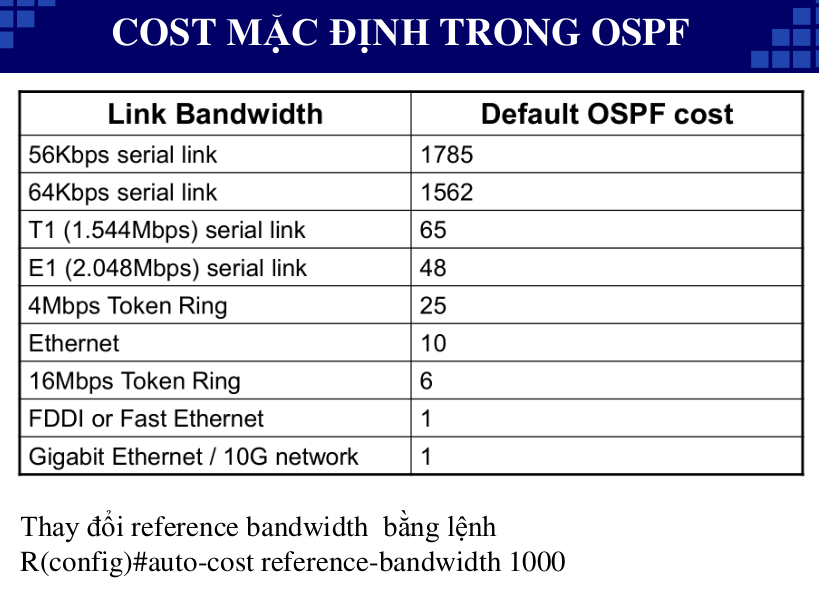 COST MẶC ĐỊNH TRONG OSPF
Link Bandwidth Default OSPF cost
56Kbps serial link 1785
64Kbps serial link 1562
T1 (1.544Mbps) serial link 65
E1 (2.048Mbps) serial link 48
4Mbps Token Ring 25
Ethernet 10
16Mbps Token Ring 6
FDDI or Fast Ethernet 1
Gigabit Ethernet / 10G network 1
Thay đổi reference bandwidth bằng lệnh
R(config)#auto-cost reference-bandwidth 1000